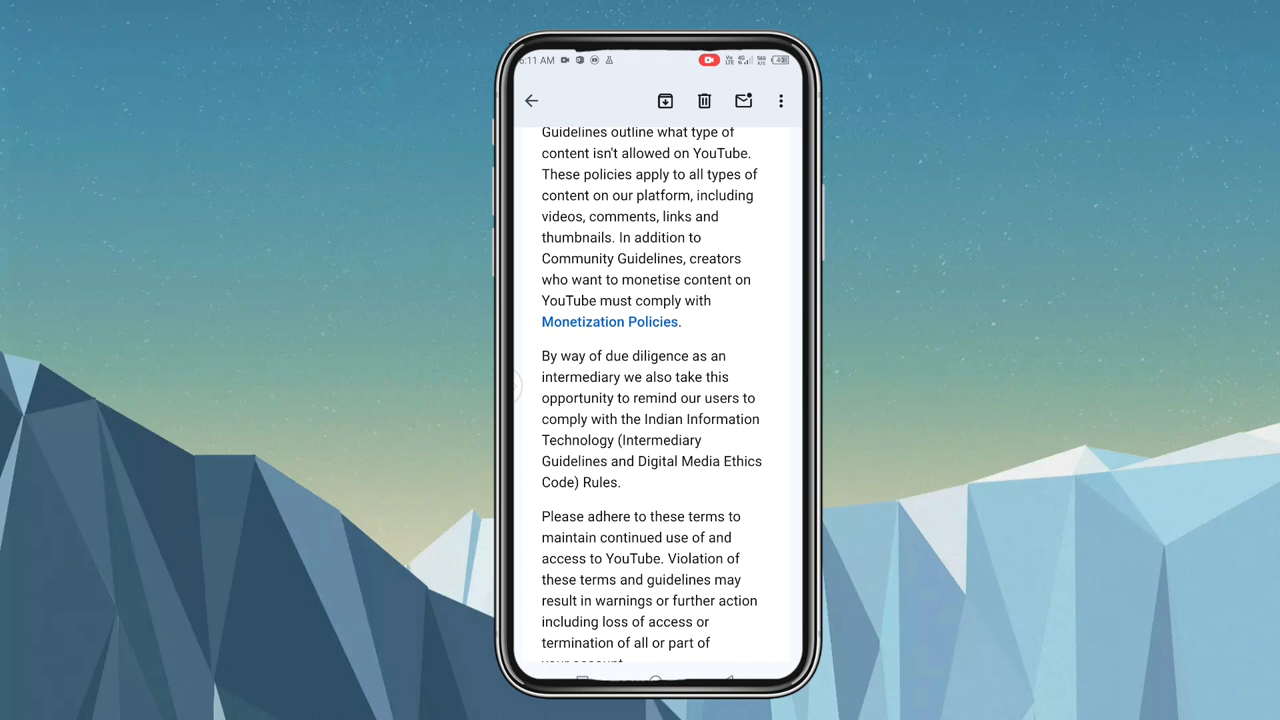 :11 AM
Guidelines outline what type of
content isn't allowed on YouTube.
These policies apply to all types of
content on our platform, including
videos, comments, links and
thumbnails. In addition to
Community Guidelines, creators
who want to monetise content on
YouTube must comply with
Monetization Policies.
By way of due diligence as an
intermediary we also take this
opportunity to remind our users to
comply with the Indian Information
Technology (Intermediary
Guidelines and Digital Media Ethics
Code) Rules.
Please adhere to these terms to
maintain continued use of and
access to YouTube. Violation of
these terms and guidelines may
result in warnings or further action
including loss of access or
termination of all or part of
your account